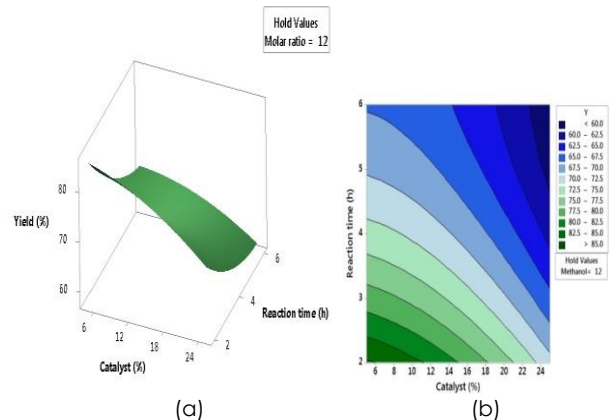 Hold Values
Molar ratio = 12
80
Yield (%)
70
60
6
12
18
24
Catalyst (%)
2
4
6
Reaction time (h)
(a)
6
5
4
3
2
Reaction time (h)
6 8 10 12 14 16 18 20 22 24
Catalyst (%)
Y
< 60.0
60.0 – 62.5
62.5 – 65.0
65.0 – 67.5
67.5 – 70.0
70.0 – 72.5
72.5 – 75.0
75.0 – 77.5
77.5 – 80.0
80.0 – 82.5
82.5 – 85.0
> 85.0
Hold Values
Methanol= 12
(b)